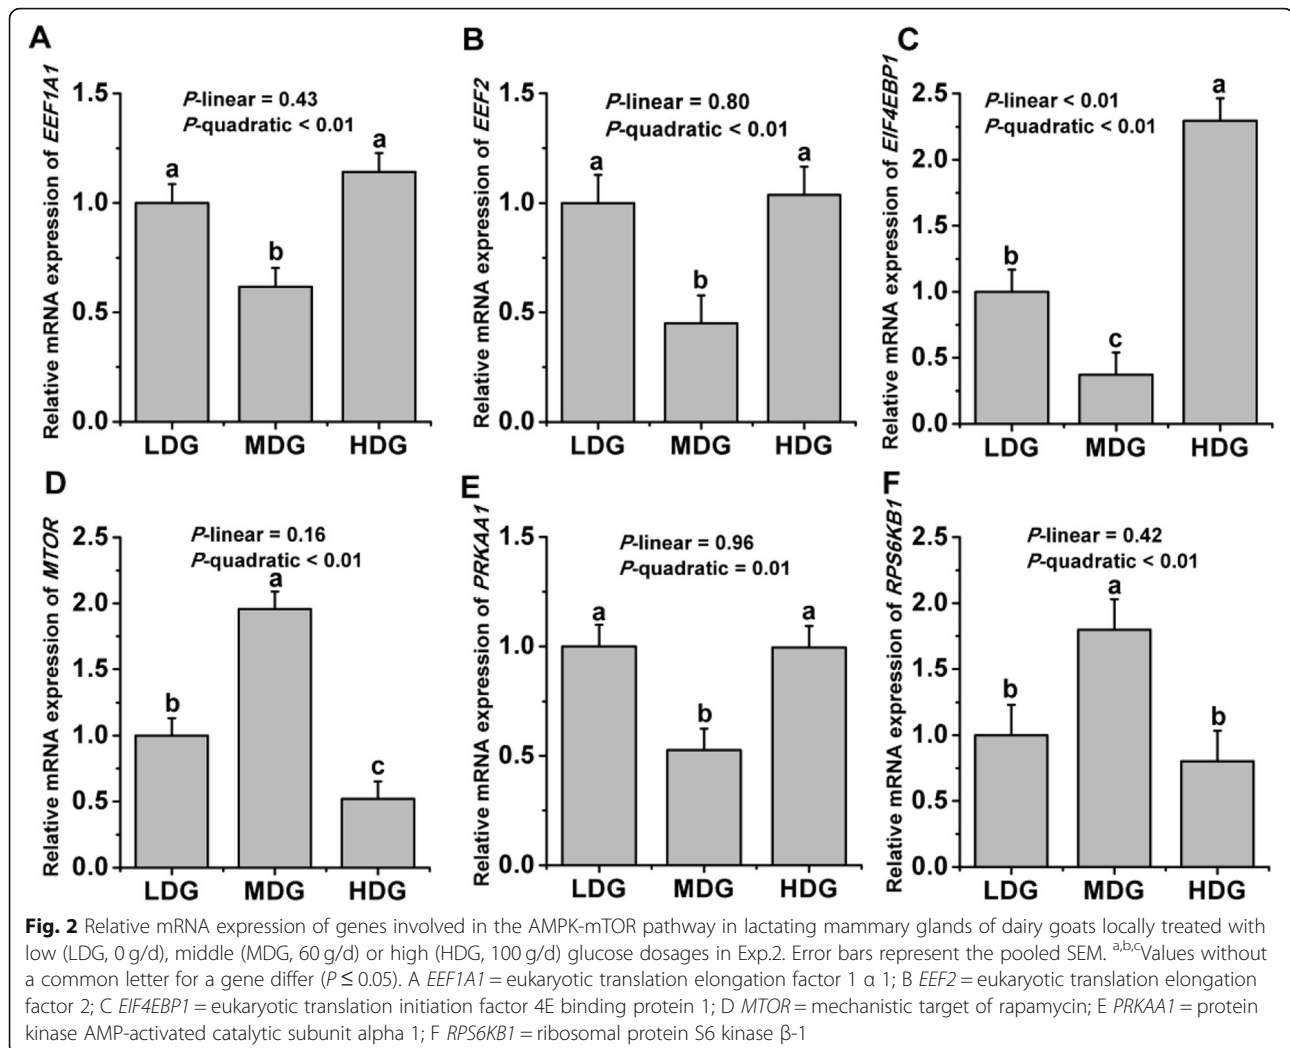 A
Relative mRNA expression of EEF1A1
P-linear = 0.43
P-quadratic < 0.01
1.5
1.0
0.5
0.0
a
b
a
LDG MDG HDG
B
Relative mRNA expression of EEF2
P-linear = 0.80
P-quadratic < 0.01
1.5
1.0
0.5
0.0
a
b
a
LDG MDG HDG
C
Relative mRNA expression of EIF4EBP1
P-linear < 0.01
P-quadratic < 0.01
2.5
2.0
1.5
1.0
0.5
0.0
b
c
a
LDG MDG HDG
D
Relative mRNA expression of MTOR
P-linear = 0.16
P-quadratic < 0.01
2.5
2.0
1.5
1.0
0.5
0.0
b
a
c
LDG MDG HDG
E
Relative mRNA expression of PRKAA1
P-linear = 0.96
P-quadratic = 0.01
1.5
1.0
0.5
0.0
a
b
a
LDG MDG HDG
F
Relative mRNA expression of RPS6KB1
P-linear = 0.42
P-quadratic < 0.01
2.5
2.0
1.5
1.0
0.5
0.0
b
a
b
LDG MDG HDG
Fig. 2 Relative mRNA expression of genes involved in the AMPK-mTOR pathway in lactating mammary glands of dairy goats locally treated with
low (LDG, 0 g/d), middle (MDG, 60 g/d) or high (HDG, 100 g/d) glucose dosages in Exp.2. Error bars represent the pooled SEM. a,b,cValues without
a common letter for a gene differ (P ≤ 0.05). A EEF1A1 = eukaryotic translation elongation factor 1 α 1; B EEF2 = eukaryotic translation elongation
factor 2; C EIF4EBP1 = eukaryotic translation initiation factor 4E binding protein 1; D MTOR = mechanistic target of rapamycin; E PRKAA1 = protein
kinase AMP-activated catalytic subunit alpha 1; F RPS6KB1 = ribosomal protein S6 kinase β-1